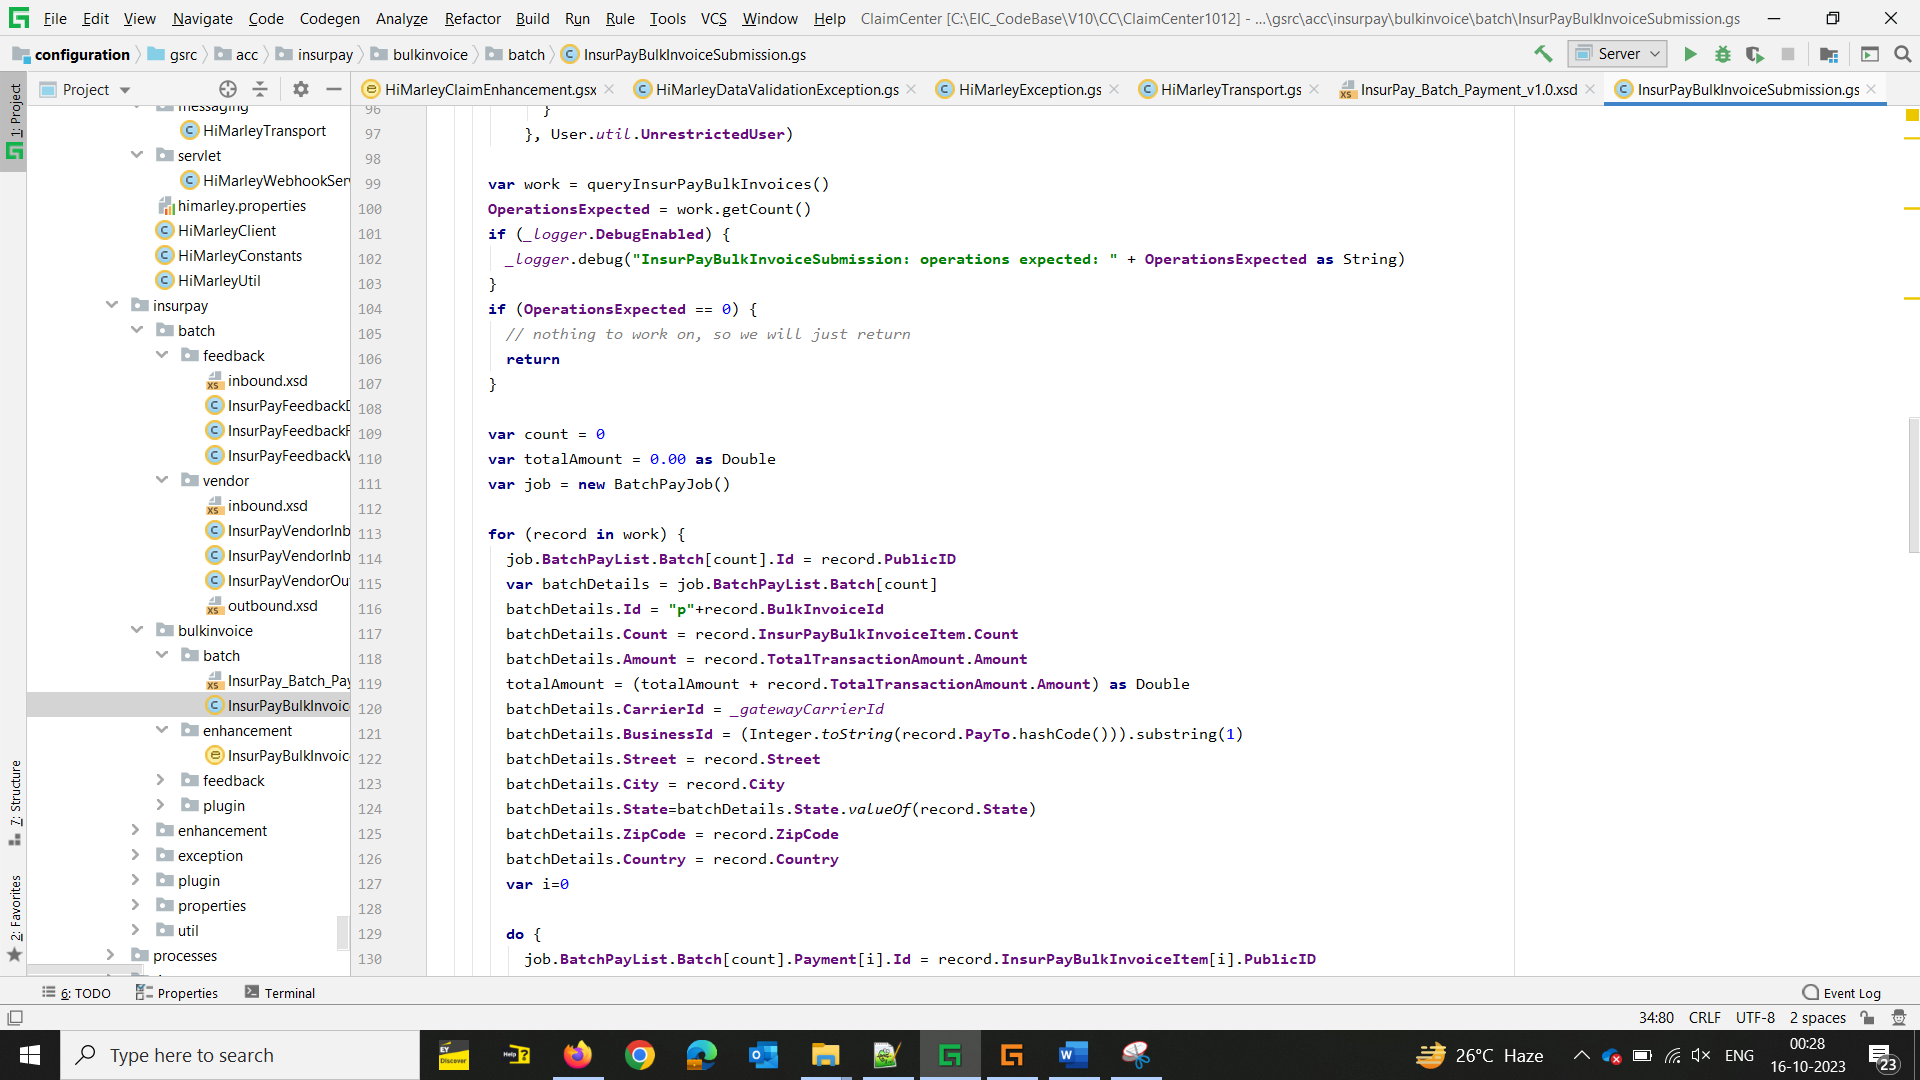 File Edit View Navigate Code Codegen Analyze Refactor Build Run Rule Tools VCS Window Help ClaimCenter [C:\EIC_CodeBase\V10\CC\ClaimCenter1012] - ...\gsrc\acc\insurpay\bulkinvoice\batch\InsurPayBulkInvoiceSubmission.gs
configuration gsrc acc insurpay bulkinvoice batch InsurPayBulkInvoiceSubmission.gs Server
Project
HiMarleyClaimEnhancement.gsx HiMarleyDataValidationException.gs HiMarleyException.gs HiMarleyTransport.gs InsurPay_Batch_Payment_v1.0.xsd InsurPayBulkInvoiceSubmission.gs
1: Project
7: Structure
2: Favorites
messaging
HiMarleyTransport
servlet
HiMarleyWebhookSer
himarley.properties
HiMarleyClient
HiMarleyConstants
HiMarleyUtil
insurpay
batch
feedback
inbound.xsd
InsurPayFeedbackD
InsurPayFeedbackF
InsurPayFeedbackV
vendor
inbound.xsd
InsurPayVendorInb
InsurPayVendorInb
InsurPayVendorOu
outbound.xsd
bulkinvoice
batch
InsurPay_Batch_Pay
InsurPayBulkInvoic
enhancement
InsurPayBulkInvoic
feedback
plugin
enhancement
exception
plugin
properties
util
processes
96 }
97 }, User.util.UnrestrictedUser)
98
99 var work = queryInsurPayBulkInvoices()
100 OperationsExpected = work.getCount()
101 if (_logger.DebugEnabled) {
102 _logger.debug("InsurPayBulkInvoiceSubmission: operations expected: " + OperationsExpected as String)
103 }
104 if (OperationsExpected == 0) {
105 // nothing to work on, so we will just return
106 return
107 }
108
109 var count = 0
110 var totalAmount = 0.00 as Double
111 var job = new BatchPayJob()
112
113 for (record in work) {
114 job.BatchPayList.Batch[count].Id = record.PublicID
115 var batchDetails = job.BatchPayList.Batch[count]
116 batchDetails.Id = "p"+record.BulkInvoiceId
117 batchDetails.Count = record.InsurPayBulkInvoiceItem.Count
118 batchDetails.Amount = record.TotalTransactionAmount.Amount
119 totalAmount = (totalAmount + record.TotalTransactionAmount.Amount) as Double
120 batchDetails.CarrierId = _gatewayCarrierId
121 batchDetails.BusinessId = (Integer.toString(record.PayTo.hashCode())).substring(1)
122 batchDetails.Street = record.Street
123 batchDetails.City = record.City
124 batchDetails.State=batchDetails.State.valueOf(record.State)
125 batchDetails.ZipCode = record.ZipCode
126 batchDetails.Country = record.Country
127 var i=0
128
129 do {
130 job.BatchPayList.Batch[count].Payment[i].Id = record.InsurPayBulkInvoiceItem[i].PublicID
6: TODO Properties Terminal Event Log
34:80 CRLF UTF-8 2 spaces
Type here to search
EY Discover
Help ?
26°C Haze
ENG
00:28
16-10-2023
23